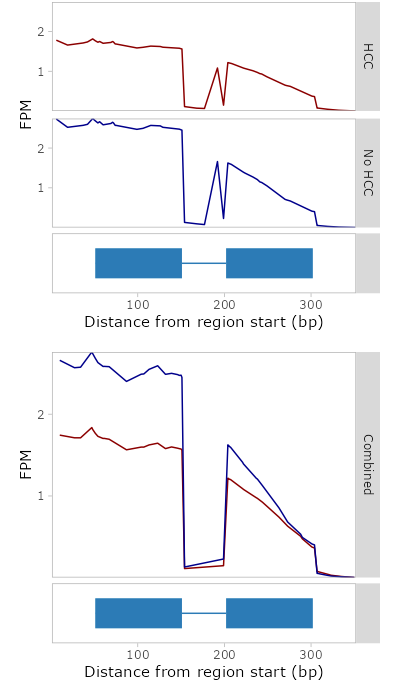 2
1
HCC
FPM
2
1
No HCC
100 200 300
Distance from region start (bp)
2
1
FPM
Combined
100 200 300
Distance from region start (bp)